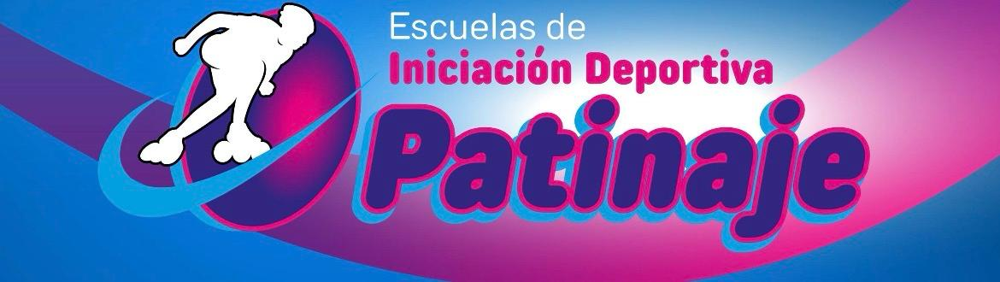 Escuelas de
Iniciación Deportiva
Patinaje